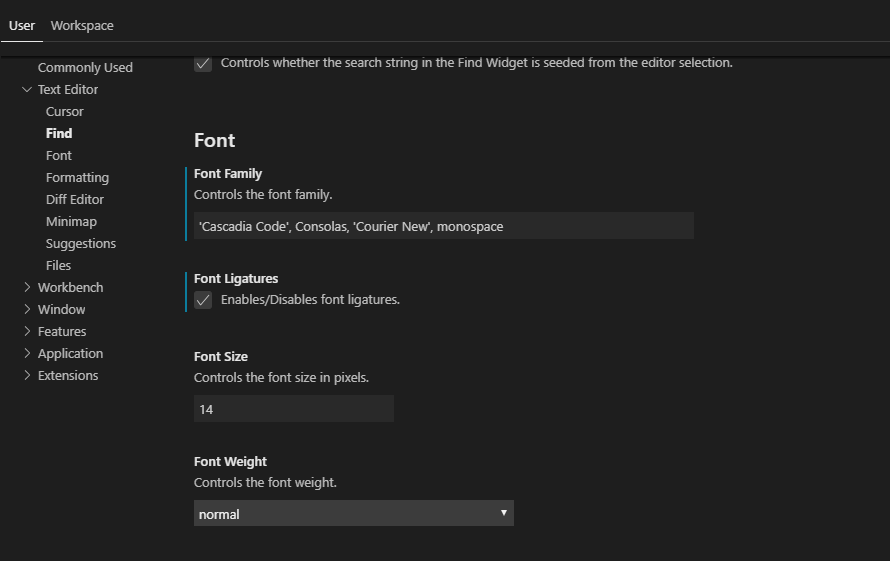 User
Workspace
Commonly Used
Text Editor
Cursor
Find
Font
Formatting
Diff Editor
Minimap
Suggestions
Files
Workbench
Window
Features
Application
Extensions
Controls whether the search string in the Find Widget is seeded from the editor selection.
Font
Font Family
Controls the font family.
'Cascadia Code', Consolas, 'Courier New', monospace
Font Ligatures
Enables/Disables font ligatures.
Font Size
Controls the font size in pixels.
14
Font Weight
Controls the font weight.
normal